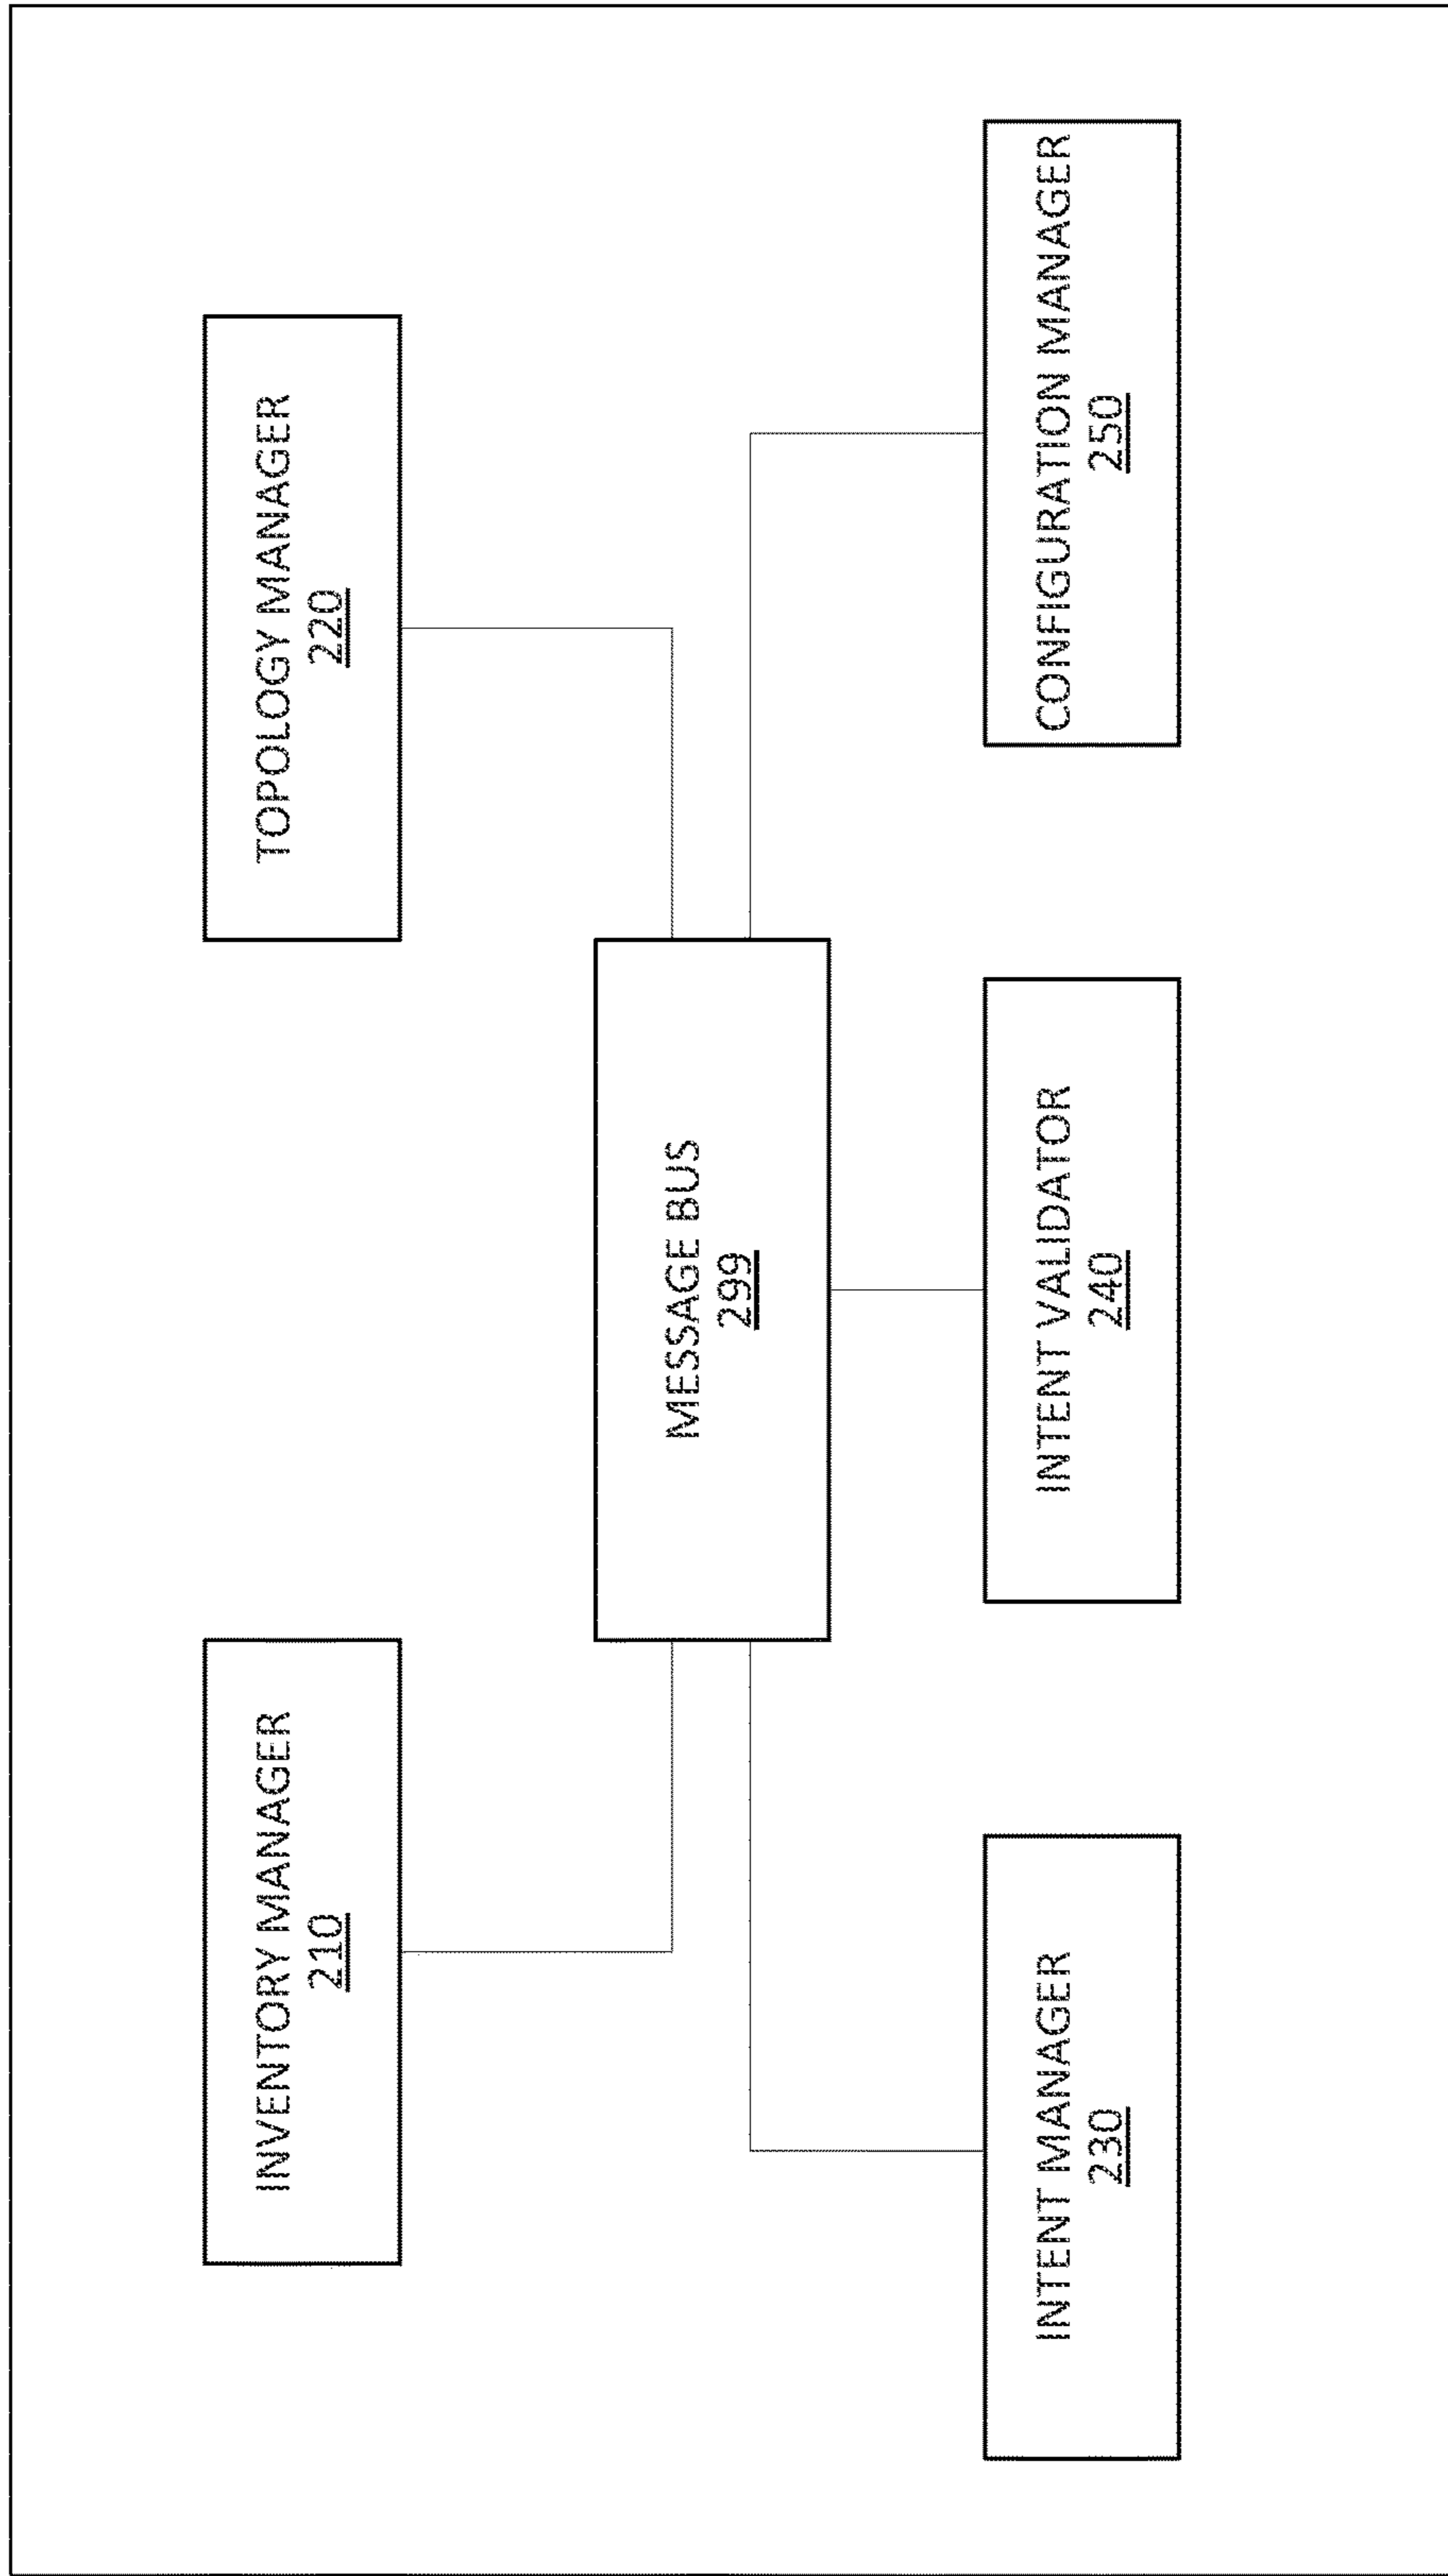 INVENTORY MANAGER
210
TOPOLOGY MANAGER
220
MESSAGE BUS
299
INTENT MANAGER
230
INTENT VALIDATOR
240
CONFIGURATION MANAGER
250